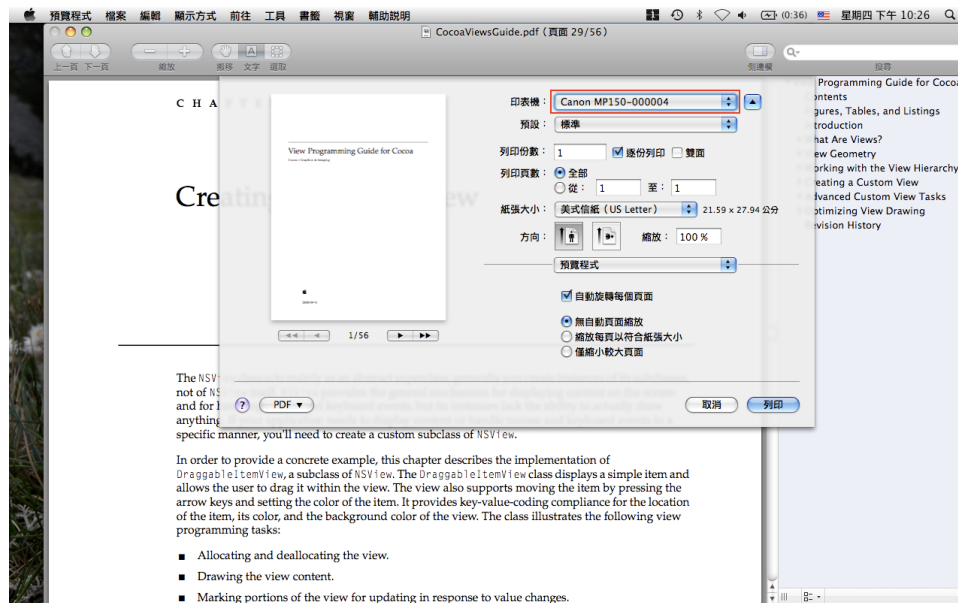 預覽程式 檔案 編輯 顯示方式 前往 工具 書籤 視窗 輔助說明 (0:36) 星期四 下午 10:26
CocoaViewsGuide.pdf (頁面 29/56)
上一頁 下一頁 縮放 搬移 文字 選取 側邊欄 搜尋
C H A
Creating
印表機： Canon MP150-000004
預設： 標準
列印份數： 1 逐份列印 雙面
列印頁數： 全部
從： 1 至： 1
紙張大小： 美式信紙 (US Letter) 21.59 x 27.94 公分
方向： 縮放： 100 %
預覽程式
自動旋轉每個頁面
無自動頁面縮放
縮放每頁以符合紙張大小
僅縮小較大頁面
View Programming Guide for Cocoa
1/56
PDF ▼ 取消 列印
?
Programming Guide for Cocoa
ontents
gures, Tables, and Listings
troduction
hat Are Views?
ew Geometry
orking with the View Hierarchy
eating a Custom View
dvanced Custom View Tasks
ptimizing View Drawing
evision History
The NSV
not of NS
and for
anything
specific manner, you'll need to create a custom subclass of NSView.
In order to provide a concrete example, this chapter describes the implementation of
DraggableItemView, a subclass of NSView. The DraggableItemView class displays a simple item and
allows the user to drag it within the view. The view also supports moving the item by pressing the
arrow keys and setting the color of the item. It provides key-value-coding compliance for the location
of the item, its color, and the background color of the view. The class illustrates the following view
programming tasks:
■ Allocating and deallocating the view.
■ Drawing the view content.
■ Marking portions of the view for updating in response to value changes.